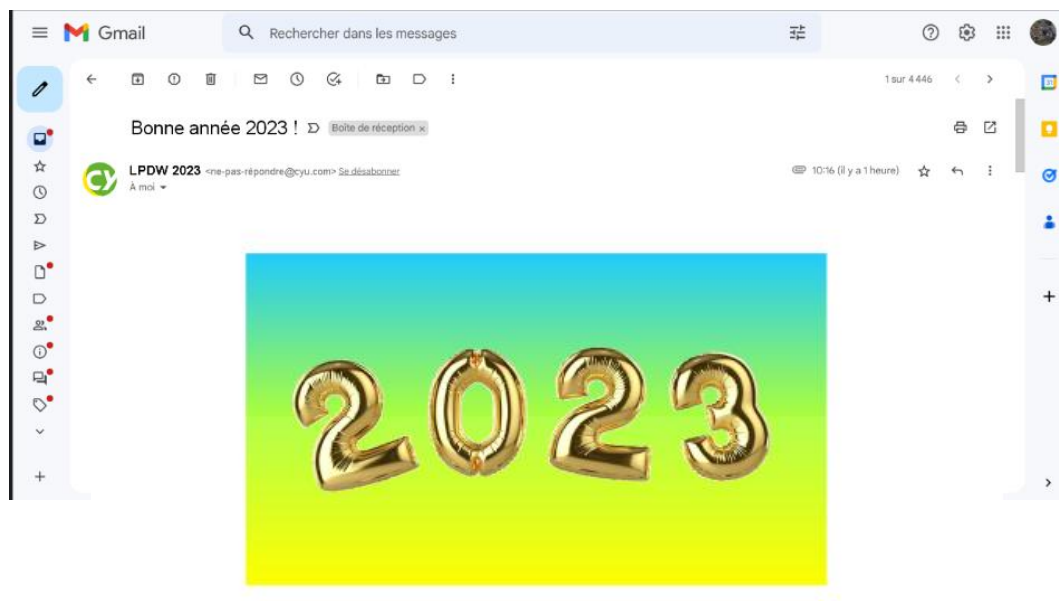 Gmail
Rechercher dans les messages
1 sur 4 446
Bonne année 2023 ! Boîte de réception x
LPDW 2023 <ne-pas-répondre@cyu.com> Se désabonner
10:16 (il y a 1 heure)
À moi
CY
2023